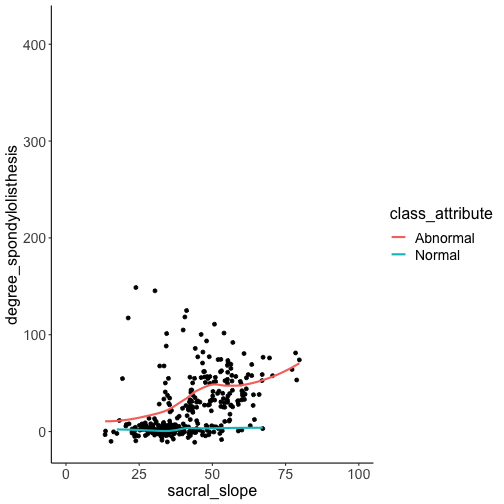 400
300
200
100
0
degree_spondylolisthesis
0 25 50 75 100
sacral_slope
class_attribute
Abnormal
Normal